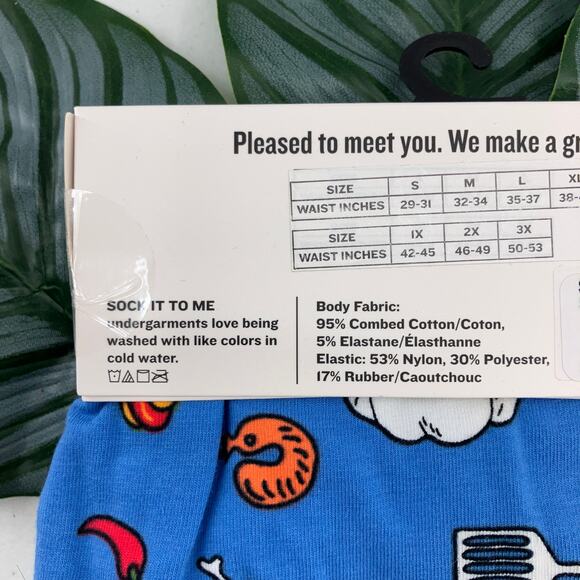 Pleased to meet you. We make a
SIZE S M L
WAIST INCHES 29-31 32-34 35-37 38-
SIZE 1X 2X 3X
WAIST INCHES 42-45 46-49 50-53
SOCK IT TO ME
undergarments love being
washed with like colors in
cold water.
Body Fabric:
95% Combed Cotton/Coton,
5% Elastane/Élasthanne
Elastic: 53% Nylon, 30% Polyester,
17% Rubber/Caoutchouc